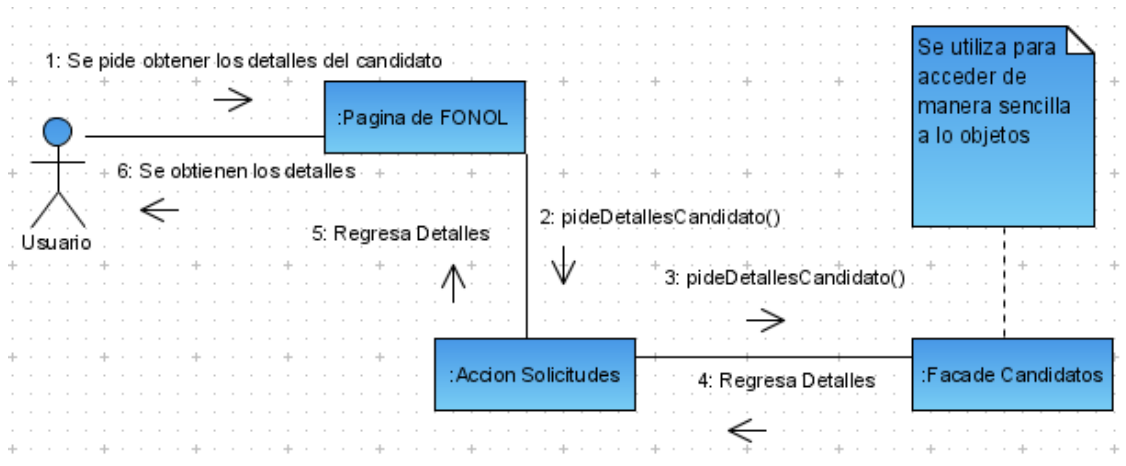 1: Se pide obtener los detalles del candidato
:Pagina de FONOL
Se utiliza para
acceder de
manera sencilla
a lo objetos
6: Se obtienen los detalles
Usuario
5: Regresa Detalles
2: pideDetallesCandidato()
3: pideDetallesCandidato()
:Accion Solicitudes
4: Regresa Detalles
:Facade Candidatos